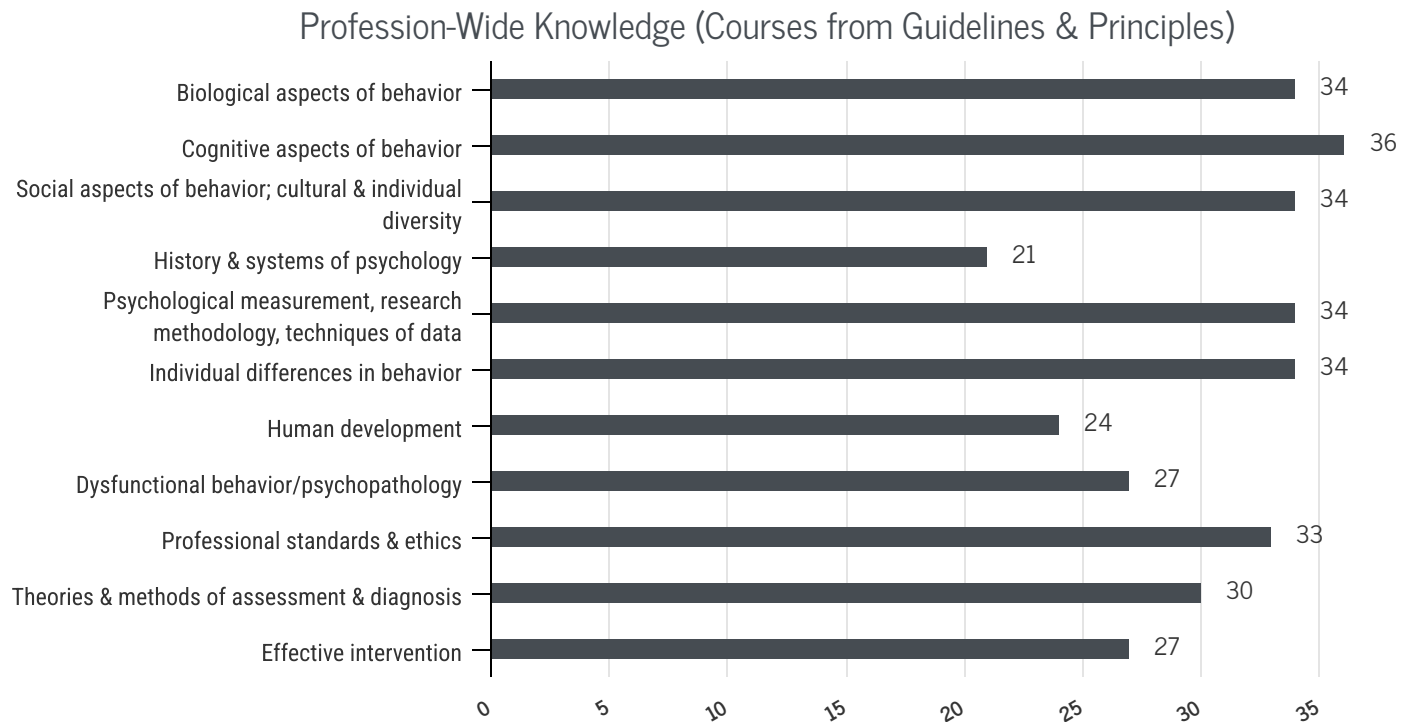 Profession-Wide Knowledge (Courses from Guidelines & Principles)
Biological aspects of behavior 34
Cognitive aspects of behavior 36
Social aspects of behavior; cultural & individual
diversity 34
History & systems of psychology 21
Psychological measurement, research
methodology, techniques of data 34
Individual differences in behavior 34
Human development 24
Dysfunctional behavior/psychopathology 27
Professional standards & ethics 33
Theories & methods of assessment & diagnosis 30
Effective intervention 27
0 5 10 15 20 25 30 35